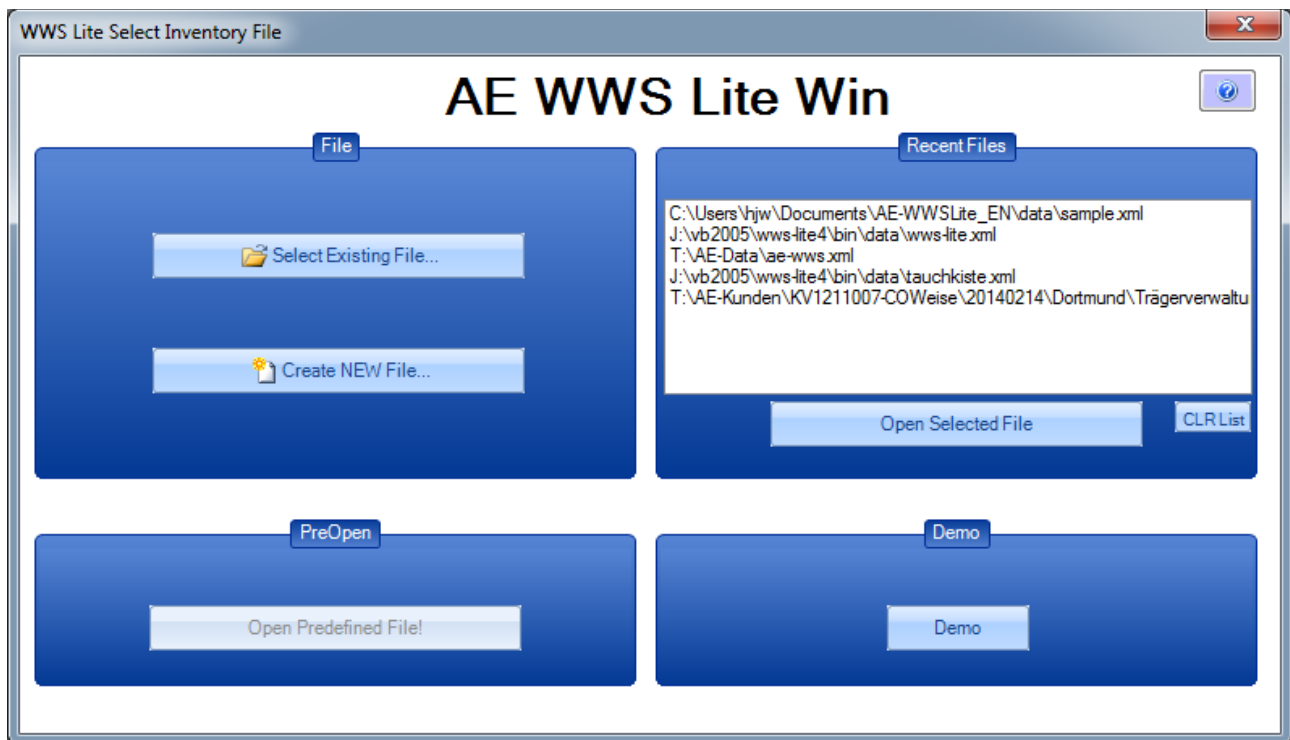 WWS Lite Select Inventory File
AE WWS Lite Win
File
Select Existing File...
Create NEW File...
Recent Files
C:\Users\hjw\Documents\AE-WWSLite_EN\data\sample.xml
J:\vb2005\wws-lite4\bin\data\wws-lite.xml
T:\AE-Data\ae-wws.xml
J:\vb2005\wws-lite4\bin\data\tauchkiste.xml
T:\AE-Kunden\KV1211007-COWeise\20140214\Dortmund\Trägerverwaltu
Open Selected File
CLR List
PreOpen
Open Predefined File!
Demo
Demo